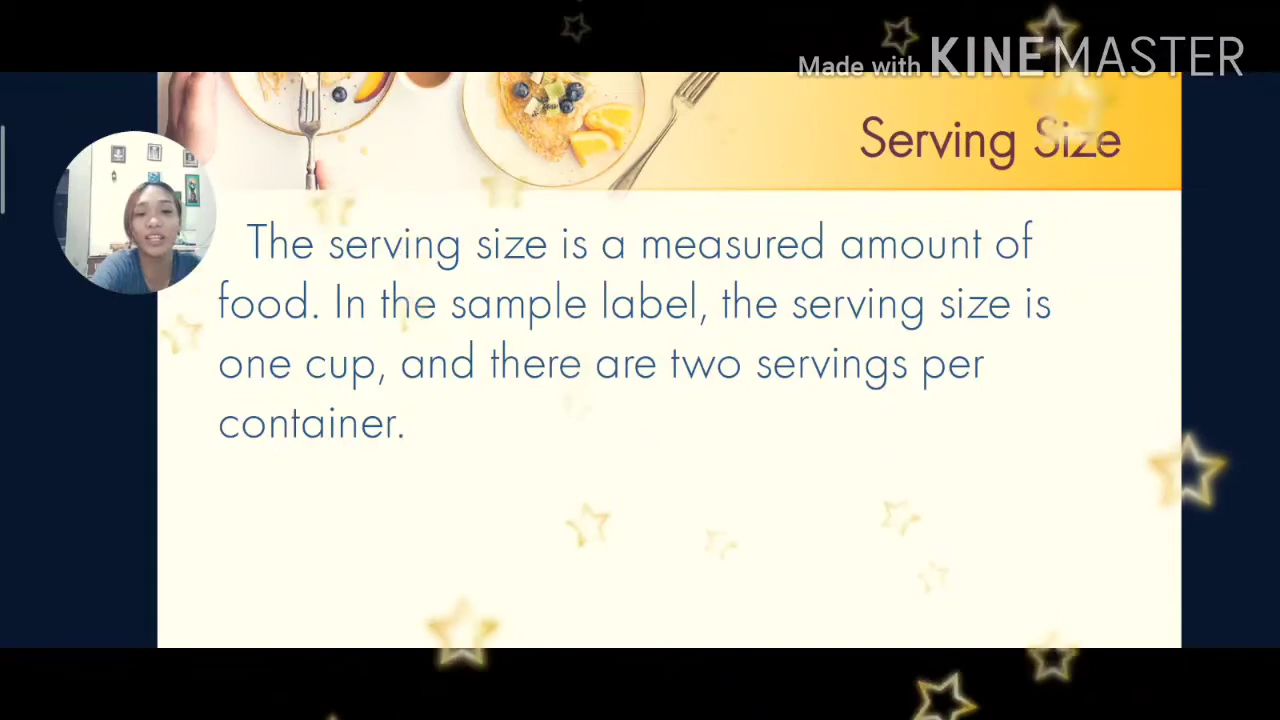 Made with KINEMASTER
Serving Size
The serving size is a measured amount of
food. In the sample label, the serving size is
one cup, and there are two servings per
container.